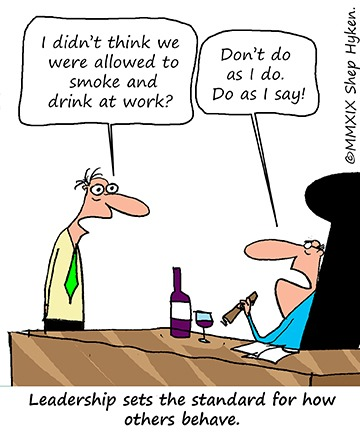 I didn't think we
were allowed to
smoke and
drink at work?
Don't do
as I do.
Do as I say!
©MMXIX Shep Hyken.
Leadership sets the standard for how
others behave.